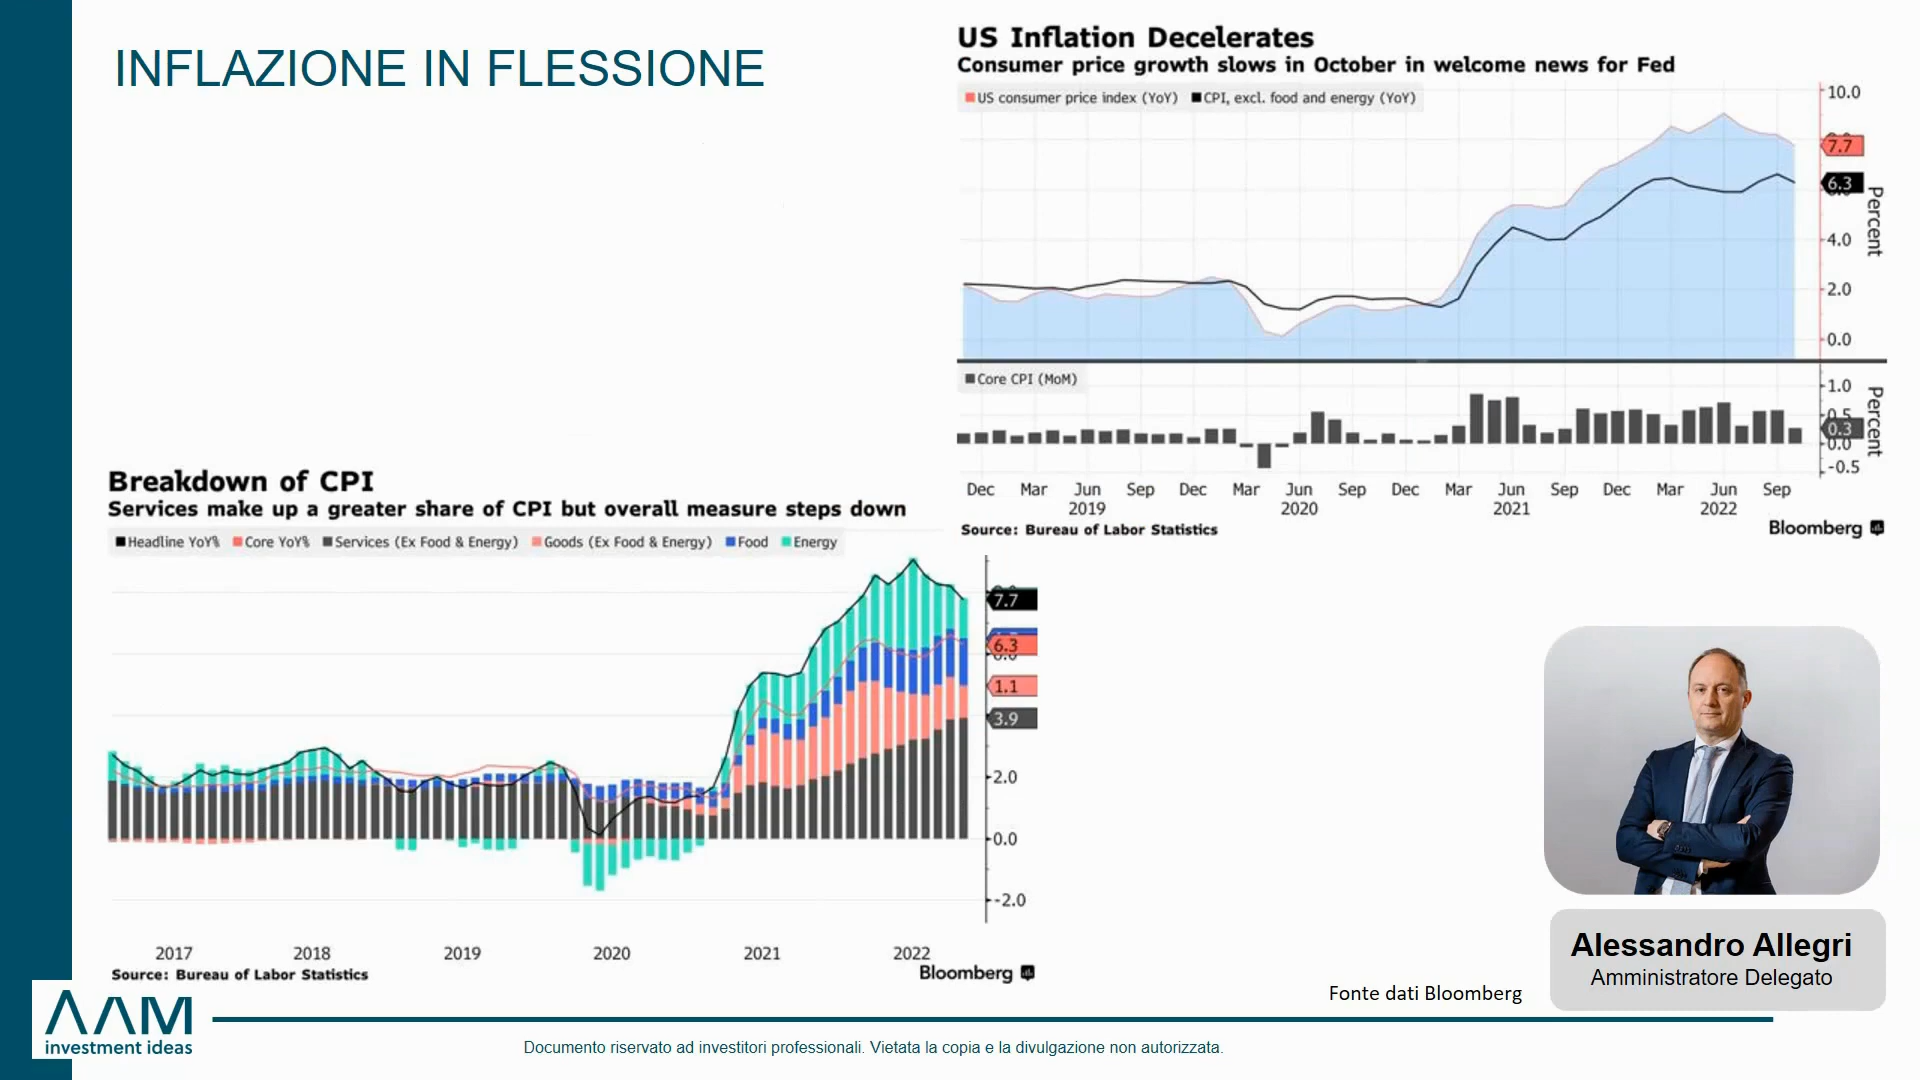 INFLAZIONE IN FLESSIONE
US Inflation Decelerates
Consumer price growth slows in October in welcome news for Fed
US consumer price index (YoY) CPI, excl. food and energy (YoY)
10.0
7.7
6.3
4.0
2.0
0.0
Percent
Core CPI (MoM)
1.0
0.5
0.3
0.0
-0.5
Percent
Dec Mar Jun Sep Dec Mar Jun Sep Dec Mar Jun Sep Dec Mar Jun Sep
2019 2020 2021 2022
Source: Bureau of Labor Statistics
Bloomberg
Breakdown of CPI
Services make up a greater share of CPI but overall measure steps down
Headline YoY% Core YoY% Services (Ex Food & Energy) Goods (Ex Food & Energy) Food Energy
7.7
6.3
1.1
3.9
2.0
0.0
-2.0
2017 2018 2019 2020 2021 2022
Source: Bureau of Labor Statistics
Bloomberg
Alessandro Allegri
Amministratore Delegato
Fonte dati Bloomberg
AAM
investment ideas
Documento riservato ad investitori professionali. Vietata la copia e la divulgazione non autorizzata.